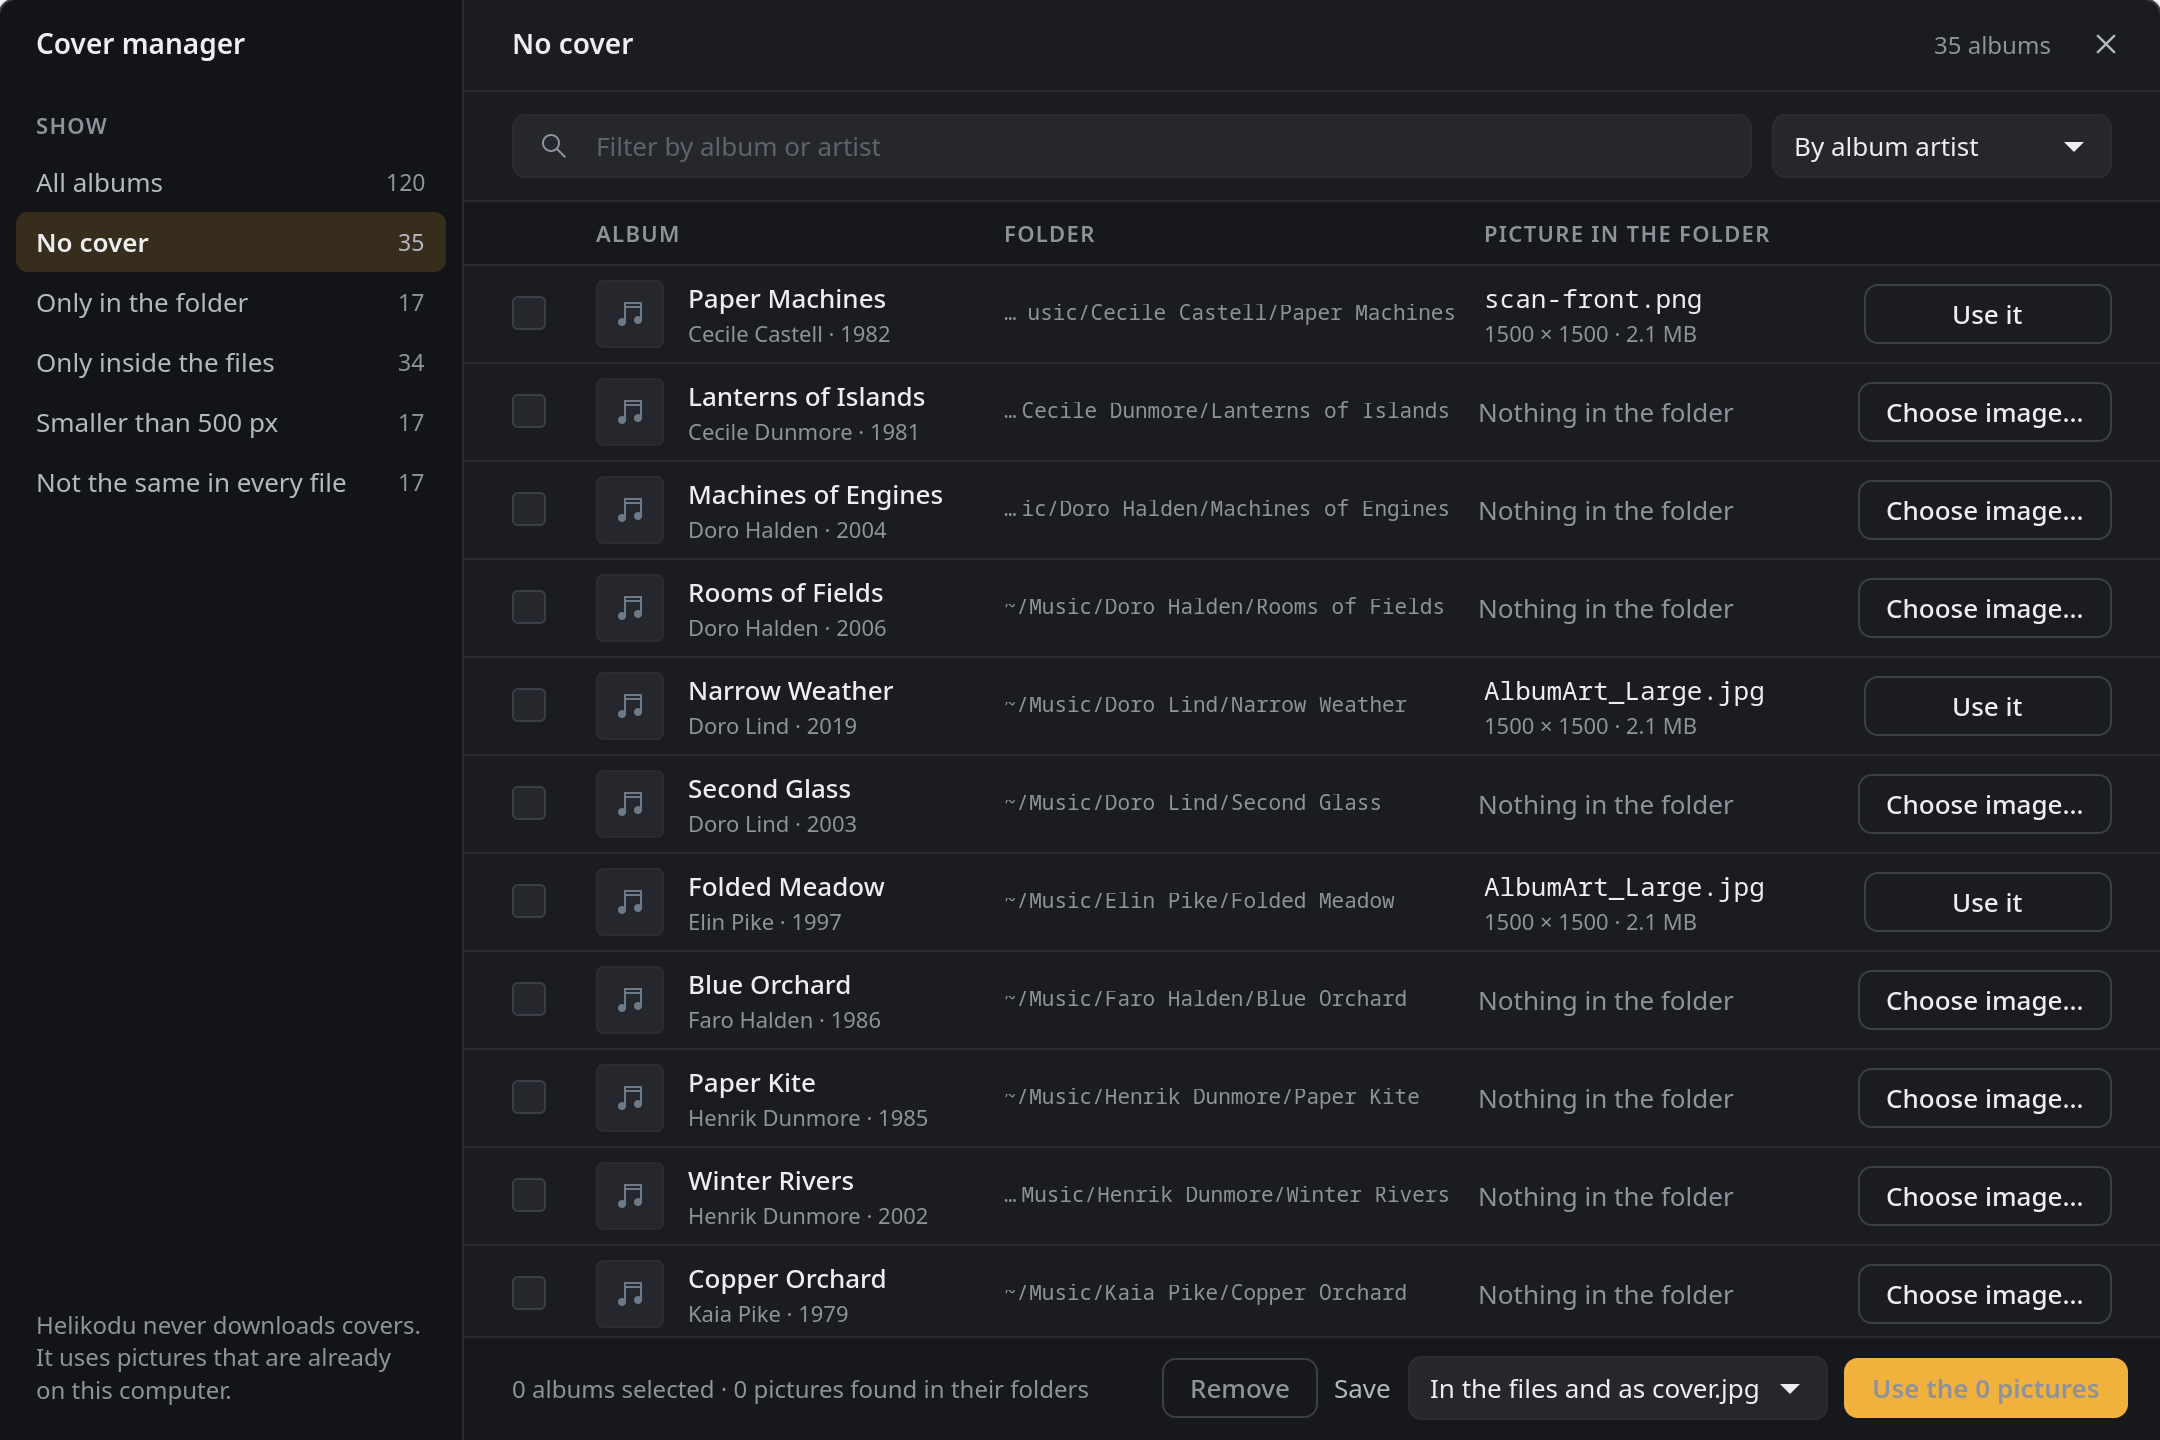 Cover manager
SHOW
All albums 120
No cover 35
Only in the folder 17
Only inside the files 34
Smaller than 500 px 17
Not the same in every file 17
Helikodu never downloads covers.
It uses pictures that are already
on this computer.
No cover 35 albums
Filter by album or artist By album artist
ALBUM FOLDER PICTURE IN THE FOLDER
Paper Machines
Cecile Castell · 1982
… usic/Cecile Castell/Paper Machines
scan-front.png
1500 × 1500 · 2.1 MB
Use it
Lanterns of Islands
Cecile Dunmore · 1981
… Cecile Dunmore/Lanterns of Islands
Nothing in the folder
Choose image…
Machines of Engines
Doro Halden · 2004
… ic/Doro Halden/Machines of Engines
Nothing in the folder
Choose image…
Rooms of Fields
Doro Halden · 2006
~/Music/Doro Halden/Rooms of Fields
Nothing in the folder
Choose image…
Narrow Weather
Doro Lind · 2019
~/Music/Doro Lind/Narrow Weather
AlbumArt_Large.jpg
1500 × 1500 · 2.1 MB
Use it
Second Glass
Doro Lind · 2003
~/Music/Doro Lind/Second Glass
Nothing in the folder
Choose image…
Folded Meadow
Elin Pike · 1997
~/Music/Elin Pike/Folded Meadow
AlbumArt_Large.jpg
1500 × 1500 · 2.1 MB
Use it
Blue Orchard
Faro Halden · 1986
~/Music/Faro Halden/Blue Orchard
Nothing in the folder
Choose image…
Paper Kite
Henrik Dunmore · 1985
~/Music/Henrik Dunmore/Paper Kite
Nothing in the folder
Choose image…
Winter Rivers
Henrik Dunmore · 2002
… Music/Henrik Dunmore/Winter Rivers
Nothing in the folder
Choose image…
Copper Orchard
Kaia Pike · 1979
~/Music/Kaia Pike/Copper Orchard
Nothing in the folder
Choose image…
0 albums selected · 0 pictures found in their folders
Remove
Save
In the files and as cover.jpg
Use the 0 pictures